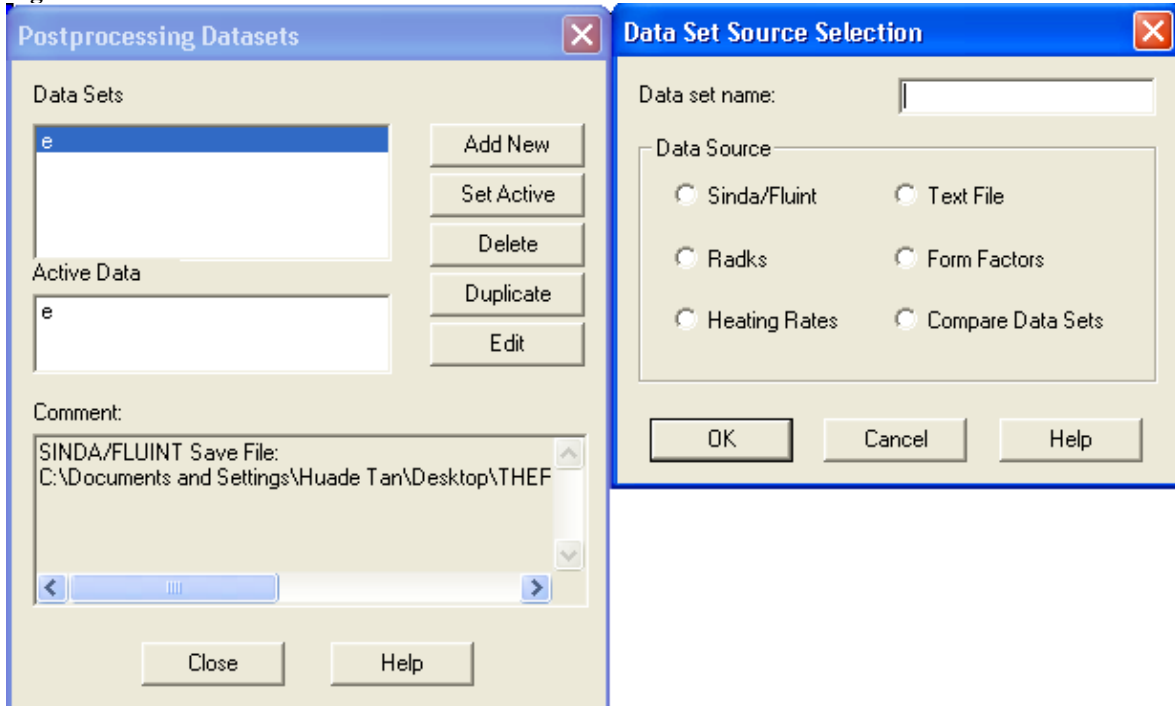 Postprocessing Datasets
Data Sets
e
Add New
Set Active
Delete
Duplicate
Edit
Active Data
e
Comment:
SINDA/FLUINT Save File:
C:\Documents and Settings\Huade Tan\Desktop\THEF
Close
Help
Data Set Source Selection
Data set name:
Data Source
Sinda/Fluint
Text File
Radks
Form Factors
Heating Rates
Compare Data Sets
OK
Cancel
Help